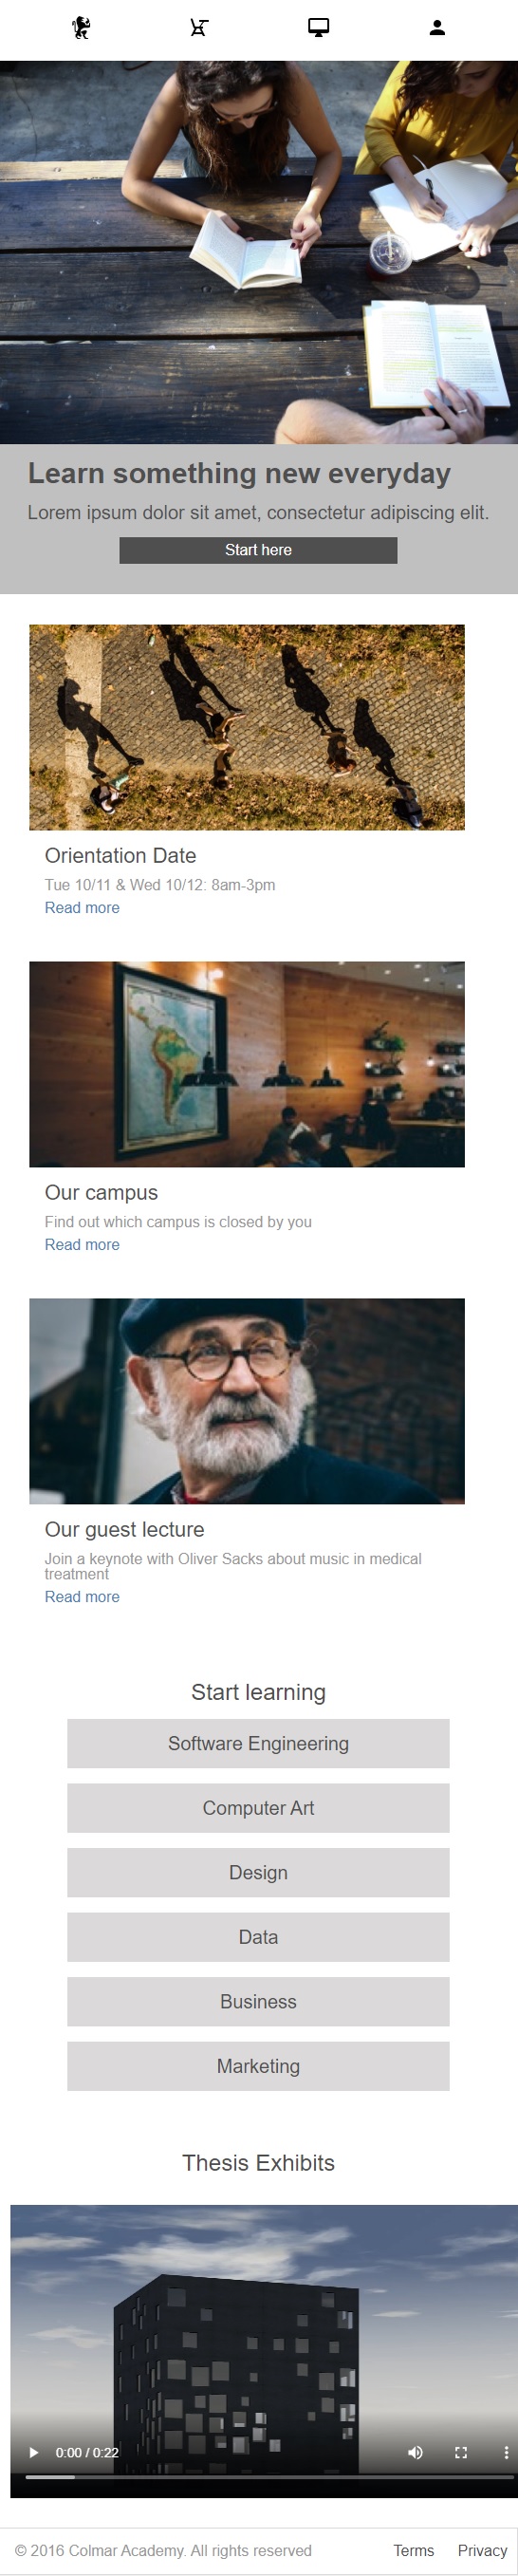 Learn something new everyday
Lorem ipsum dolor sit amet, consectetur adipiscing elit.
Start here
Orientation Date
Tue 10/11 & Wed 10/12: 8am-3pm
Read more
Our campus
Find out which campus is closed by you
Read more
Our guest lecture
Join a keynote with Oliver Sacks about music in medical
treatment
Read more
Start learning
Software Engineering
Computer Art
Design
Data
Business
Marketing
Thesis Exhibits
0:00 / 0:22
© 2016 Colmar Academy. All rights reserved Terms Privacy